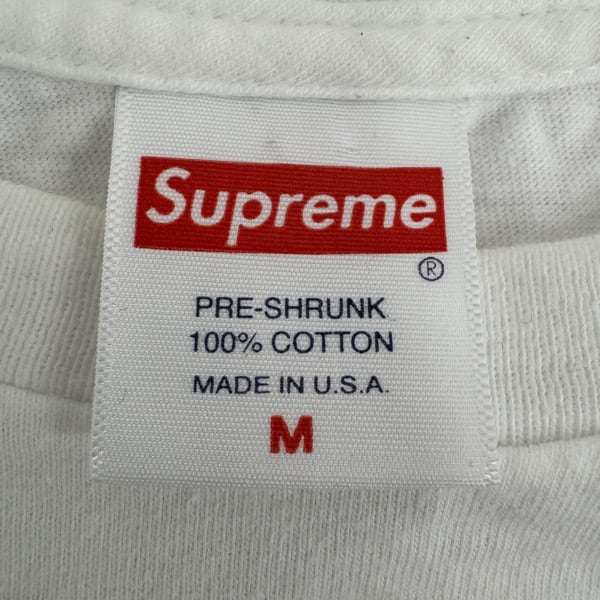 Supreme
®
PRE-SHRUNK
100% COTTON
MADE IN U.S.A.
M